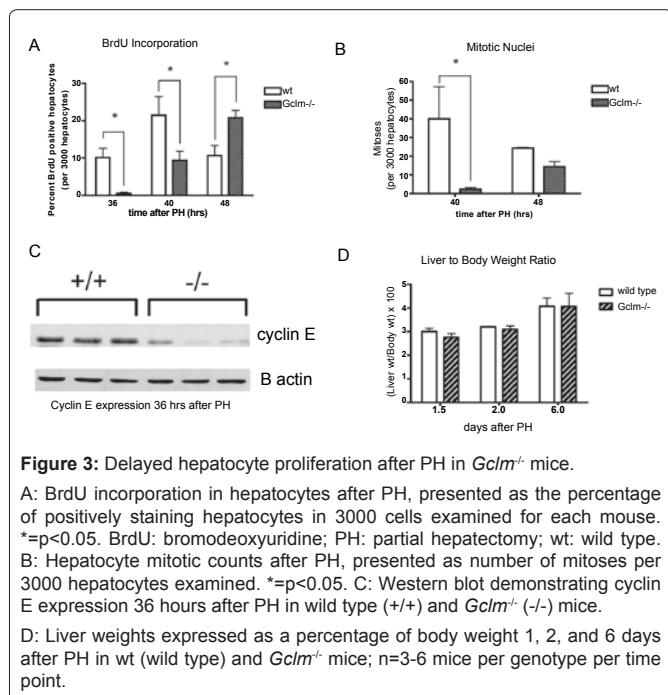 A
BrdU Incorporation
Percent BrdU positive hepatocytes
(per 3000 hepatocytes)
30
20
10
0
*
*
*
wt
Gclm-/-
36
40
48
time after PH (hrs)
B
Mitotic Nuclei
Mitoses
(per 3000 hepatocytes)
60
50
40
30
20
10
0
*
wt
Gclm-/-
40
48
time after PH (hrs)
C
+/+
-/-
cyclin E
B actin
Cyclin E expression 36 hrs after PH
D
Liver to Body Weight Ratio
(Liver wt/Body wt) x 100
5
4
3
2
1
0
wild type
Gclm-/-
1.5
2.0
6.0
days after PH
Figure 3: Delayed hepatocyte proliferation after PH in Gclm-/- mice.
A: BrdU incorporation in hepatocytes after PH, presented as the percentage
of positively staining hepatocytes in 3000 cells examined for each mouse.
*=p<0.05. BrdU: bromodeoxyuridine; PH: partial hepatectomy; wt: wild type.
B: Hepatocyte mitotic counts after PH, presented as number of mitoses per
3000 hepatocytes examined. *=p<0.05. C: Western blot demonstrating cyclin
E expression 36 hours after PH in wild type (+/+) and Gclm-/- (-/-) mice.
D: Liver weights expressed as a percentage of body weight 1, 2, and 6 days
after PH in wt (wild type) and Gclm-/- mice; n=3-6 mice per genotype per time
point.